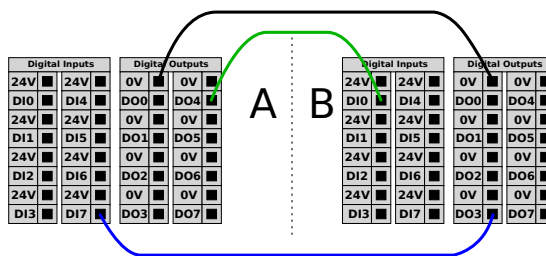 Digital Inputs Digital Outputs Digital Inputs Digital Outputs
24V 24V 0V 0V 24V 24V 0V 0V
DI0 DI4 DO0 DO4 A B DI0 DI4 DO0 DO4
24V 24V 0V 0V 24V 24V 0V 0V
DI1 DI5 DO1 DO5 DI1 DI5 DO1 DO5
24V 24V 0V 0V 24V 24V 0V 0V
DI2 DI6 DO2 DO6 DI2 DI6 DO2 DO6
24V 24V 0V 0V 24V 24V 0V 0V
DI3 DI7 DO3 DO7 DI3 DI7 DO3 DO7